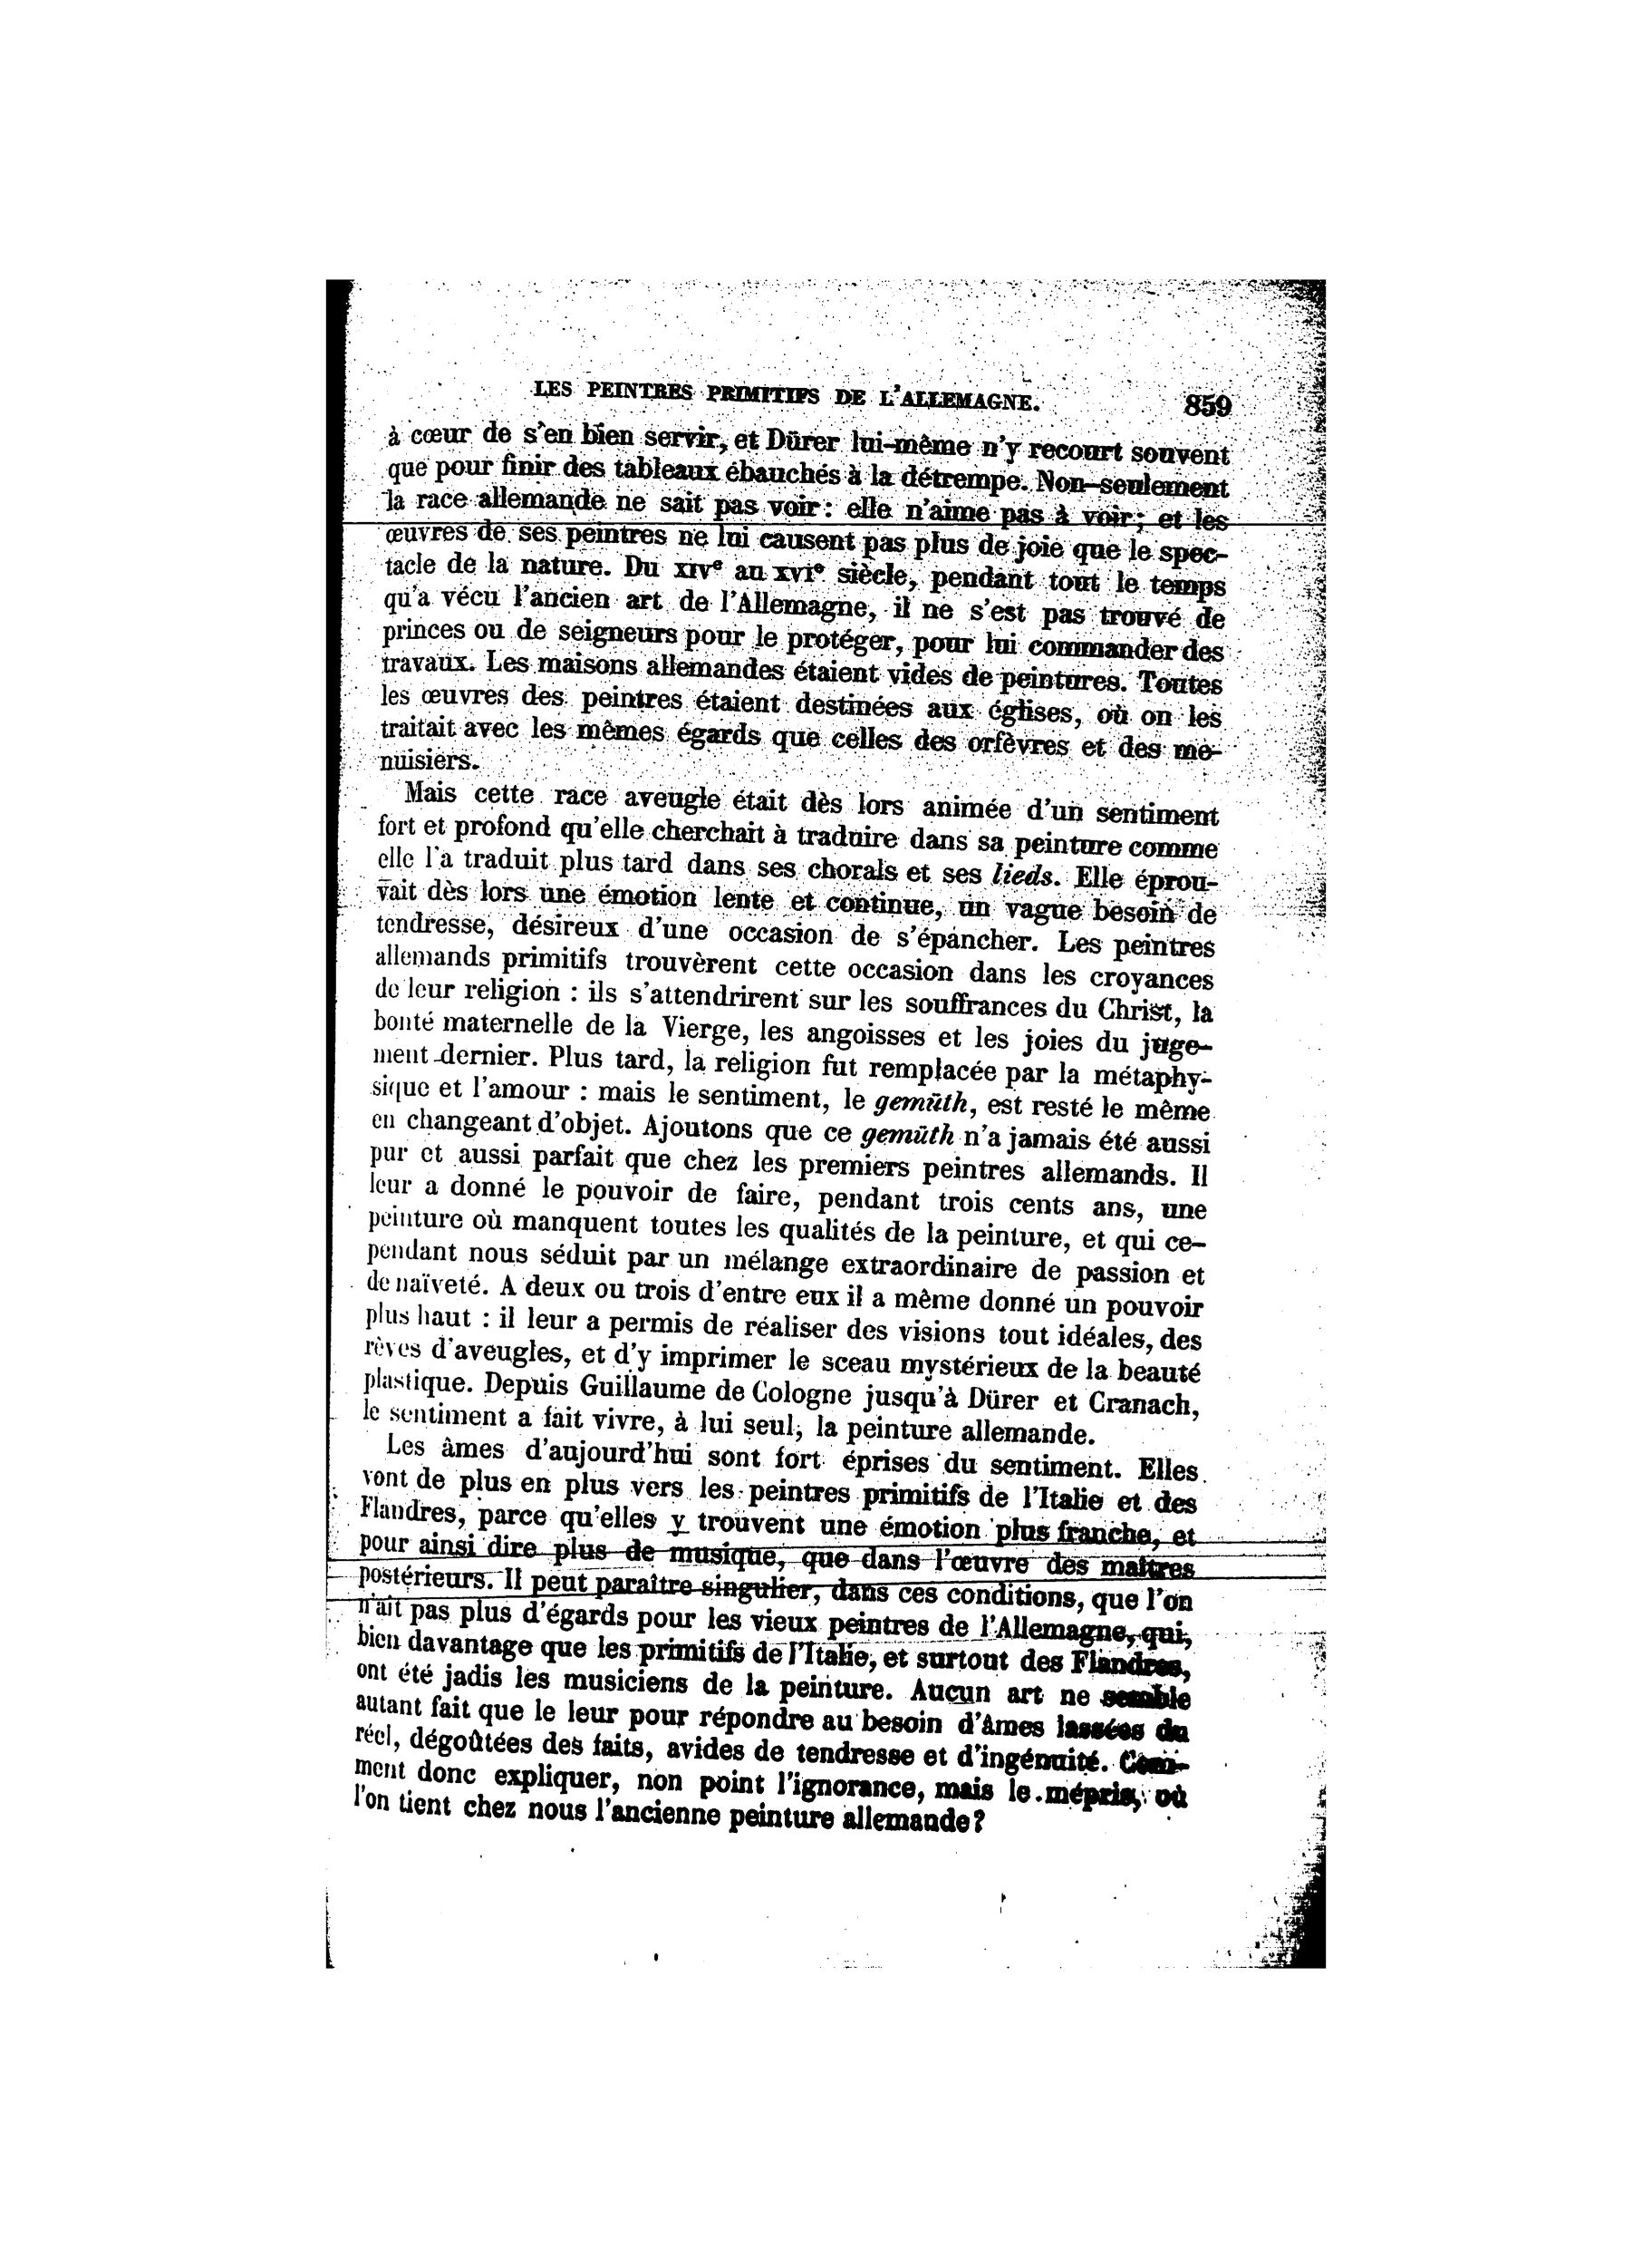 LES PEINTRES PRIMITIFS DE L'ALLEMAGNE. 859
à cœur de s'en bien servir, et Dürer lui-même n'y recourt souvent
que pour finir des tableaux ébauchés à la détrempe. Non-seulement
la race allemande ne sait pas voir : elle n'aime pas à voir; et les
œuvres de ses peintres ne lui causent pas plus de joie que le spec-
tacle de la nature. Du XIVe au XVIe siècle, pendant tout le temps
qu'a vécu l'ancien art de l'Allemagne, il ne s'est pas trouvé de
princes ou de seigneurs pour le protéger, pour lui commander des
travaux. Les maisons allemandes étaient vides de peintures. Toutes
les œuvres des peintres étaient destinées aux églises, où on les
traitait avec les mêmes égards que celles des orfèvres et des me-
nuisiers.
Mais cette race aveugle était dès lors animée d'un sentiment
fort et profond qu'elle cherchait à traduire dans sa peinture comme
elle l'a traduit plus tard dans ses chorals et ses lieds. Elle éprou-
vait dès lors une émotion lente et continue, un vague besoin de
tendresse, désireux d'une occasion de s'épancher. Les peintres
allemands primitifs trouvèrent cette occasion dans les croyances
de leur religion : ils s'attendrirent sur les souffrances du Christ, la
bonté maternelle de la Vierge, les angoisses et les joies du juge-
ment dernier. Plus tard, la religion fut remplacée par la métaphy-
sique et l'amour : mais le sentiment, le gemüth, est resté le même
en changeant d'objet. Ajoutons que ce gemüth n'a jamais été aussi
pur et aussi parfait que chez les premiers peintres allemands. Il
leur a donné le pouvoir de faire, pendant trois cents ans, une
peinture où manquent toutes les qualités de la peinture, et qui ce-
pendant nous séduit par un mélange extraordinaire de passion et
de naïveté. A deux ou trois d'entre eux il a même donné un pouvoir
plus haut : il leur a permis de réaliser des visions tout idéales, des
rêves d'aveugles, et d'y imprimer le sceau mystérieux de la beauté
plastique. Depuis Guillaume de Cologne jusqu'à Dürer et Cranach,
le sentiment a fait vivre, à lui seul, la peinture allemande.
Les âmes d'aujourd'hui sont fort éprises du sentiment. Elles
vont de plus en plus vers les peintres primitifs de l'Italie et des
Flandres, parce qu'elles y trouvent une émotion plus franche, et
pour ainsi dire plus de musique, que dans l'œuvre des maîtres
postérieurs. Il peut paraître singulier, dans ces conditions, que l'on
n'ait pas plus d'égards pour les vieux peintres de l'Allemagne, qui,
bien davantage que les primitifs de l'Italie, et surtout des Flandres,
ont été jadis les musiciens de la peinture. Aucun art ne semble
autant fait que le leur pour répondre au besoin d'âmes lassées du
réel, dégoûtées des faits, avides de tendresse et d'ingénuité. Com-
ment donc expliquer, non point l'ignorance, mais le mépris, où
l'on tient chez nous l'ancienne peinture allemande?